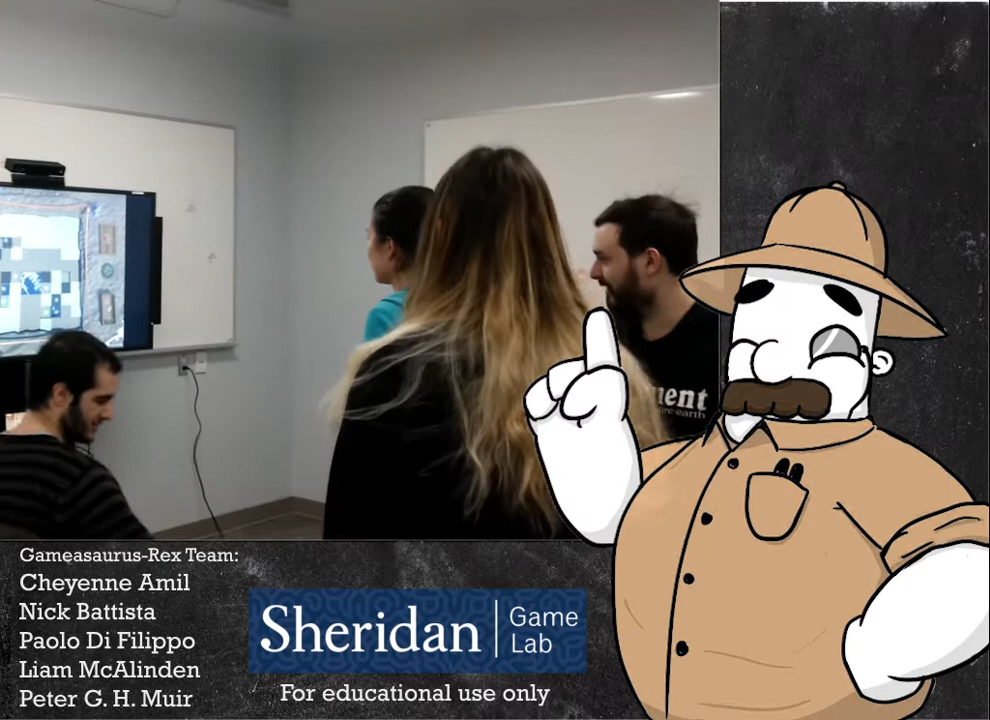 Gameasaurus-Rex Team:
Cheyenne Amil
Nick Battista
Paolo Di Filippo
Liam McAlinden
Peter G. H. Muir
Sheridan | Game Lab
For educational use only